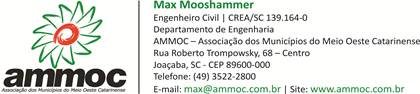 ammoc
Associação dos Municípios do Meio Oeste Catarinense
Max Mooshammer
Engenheiro Civil | CREA/SC 139.164-0
Departamento de Engenharia
AMMOC – Associação dos Municípios do Meio Oeste Catarinense
Rua Roberto Trompowsky, 68 – Centro
Joaçaba, SC - CEP 89600-000
Telefone: (49) 3522-2800
E-mail: max@ammoc.com.br | Site: www.ammoc.com.br